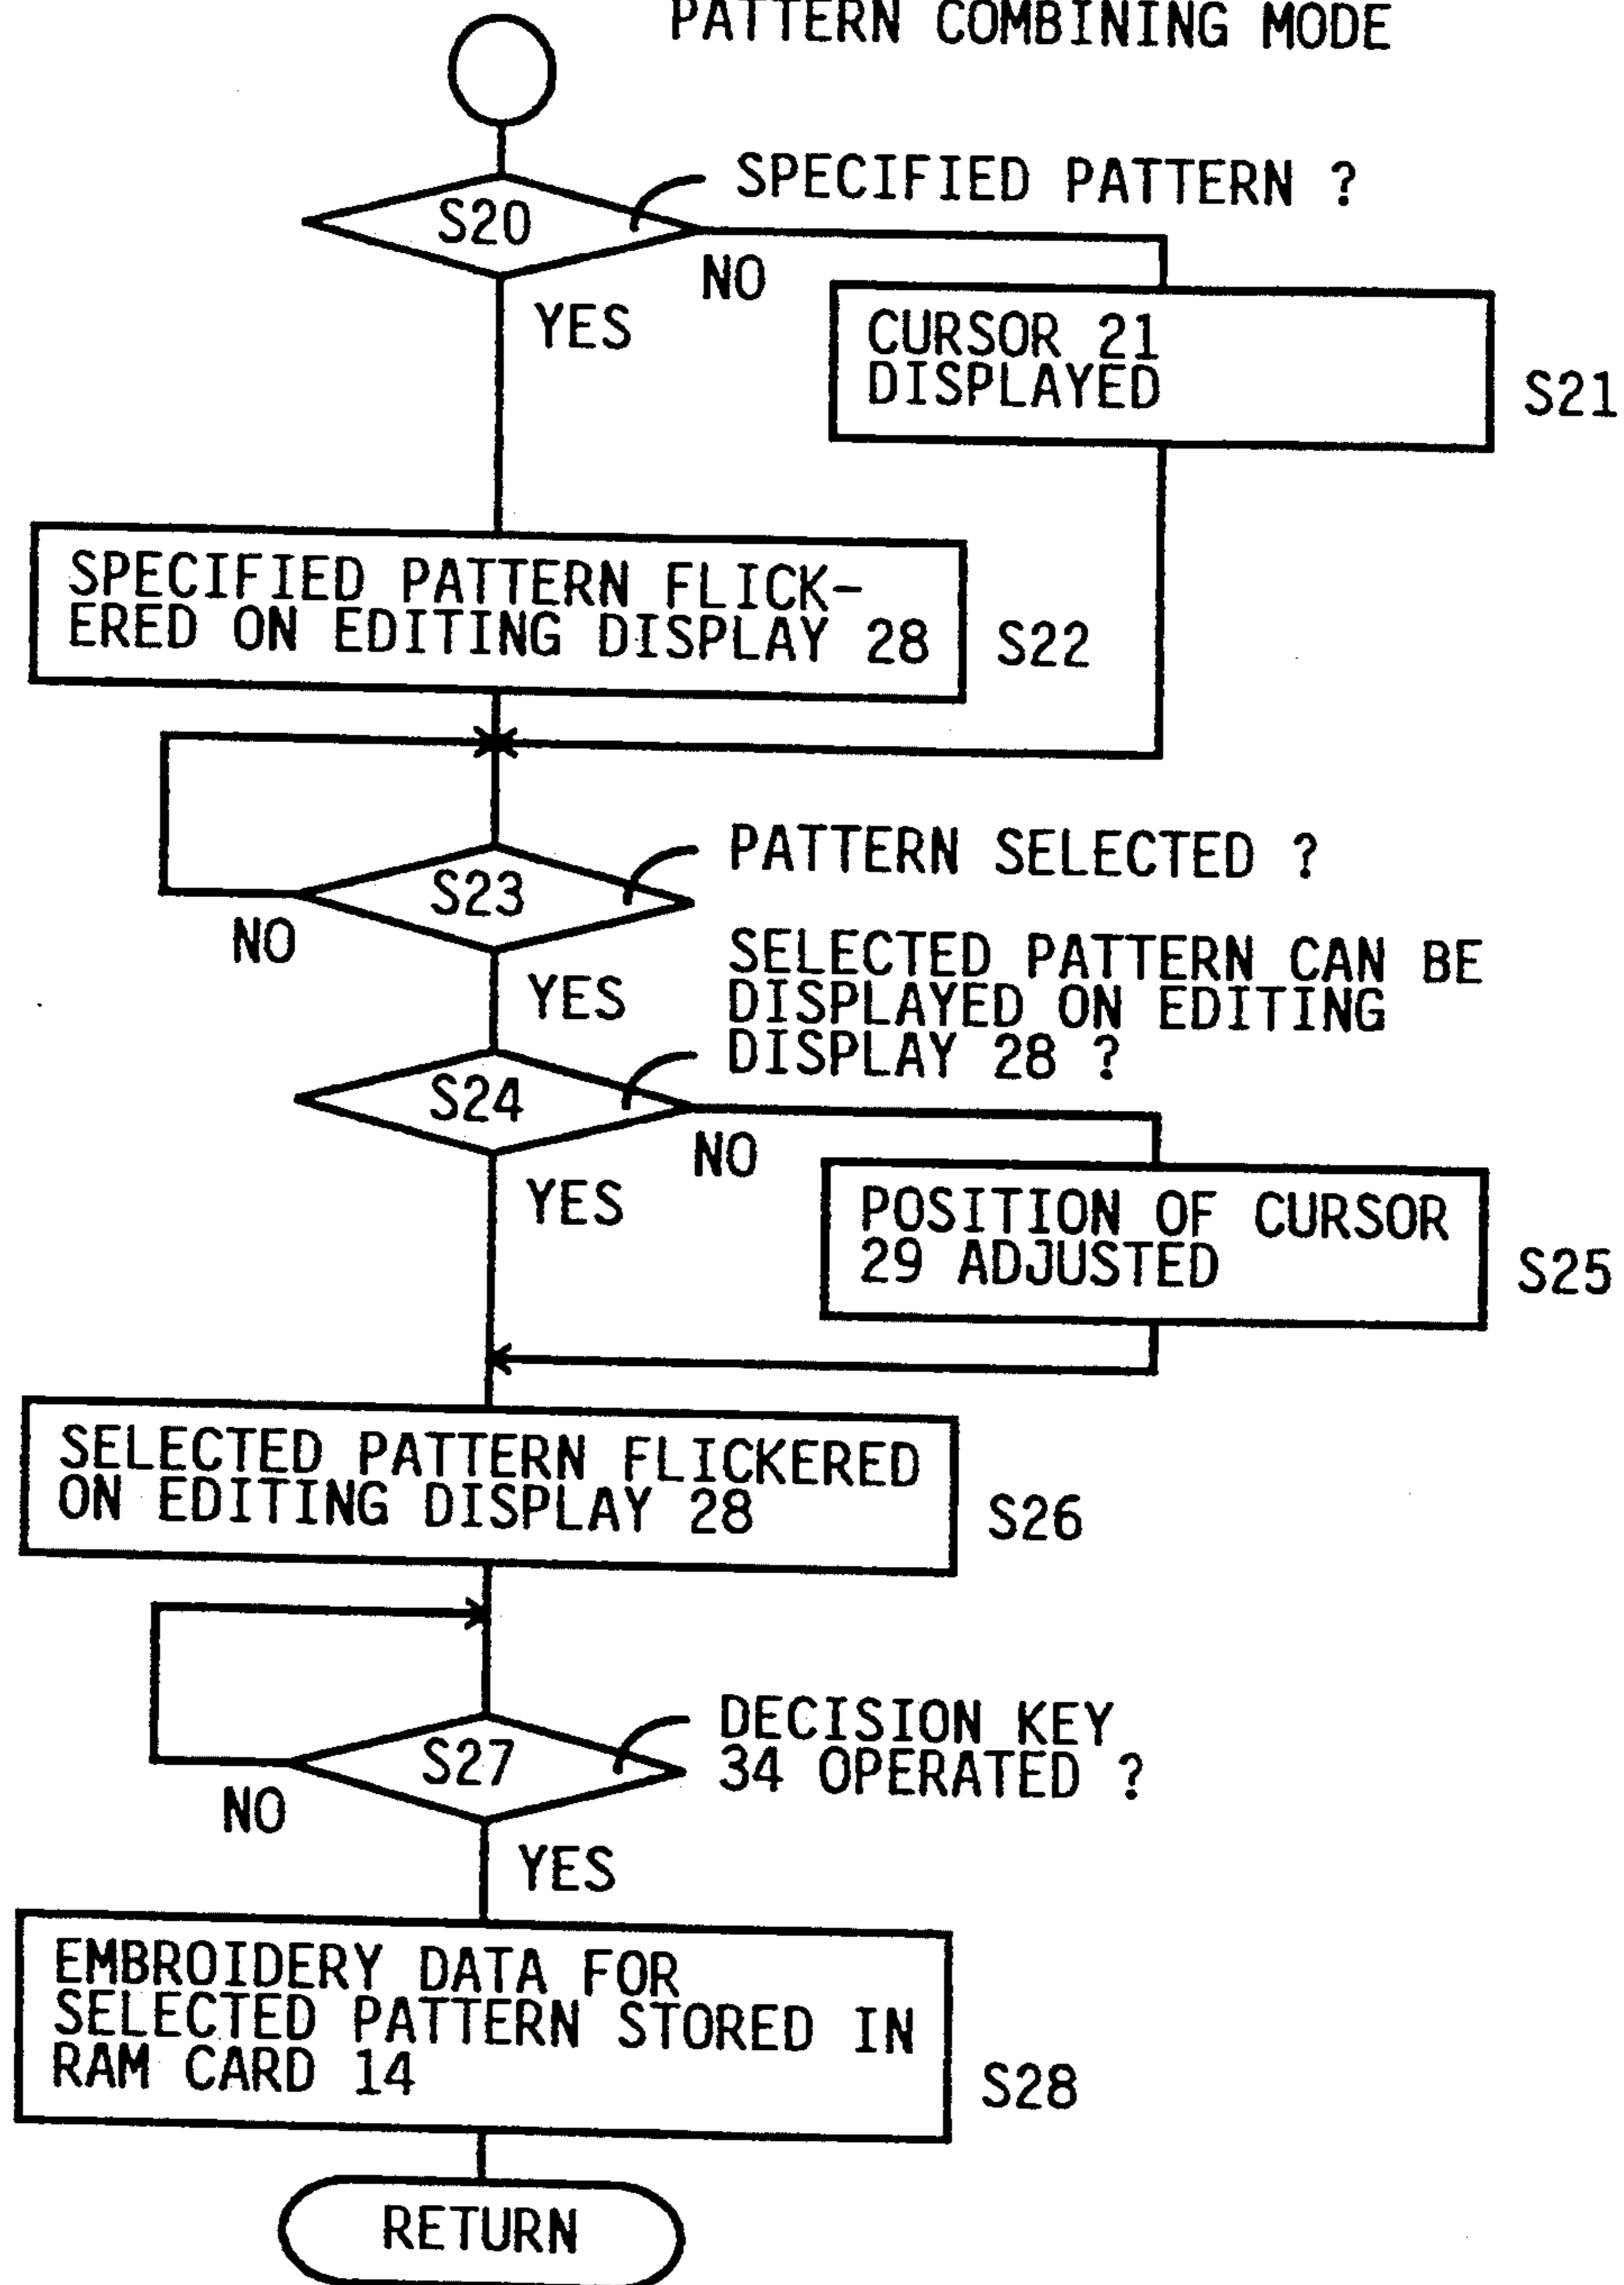 PATTERN COMBINING MODE
SPECIFIED PATTERN ?
S20
NO
YES
CURSOR 21
DISPLAYED
S21
SPECIFIED PATTERN FLICK-
ERED ON EDITING DISPLAY 28
S22
PATTERN SELECTED ?
S23
NO
YES
SELECTED PATTERN CAN BE
DISPLAYED ON EDITING
DISPLAY 28 ?
S24
NO
YES
POSITION OF CURSOR
29 ADJUSTED
S25
SELECTED PATTERN FLICKERED
ON EDITING DISPLAY 28
S26
DECISION KEY
34 OPERATED ?
S27
NO
YES
EMBROIDERY DATA FOR
SELECTED PATTERN STORED IN
RAM CARD 14
S28
RETURN